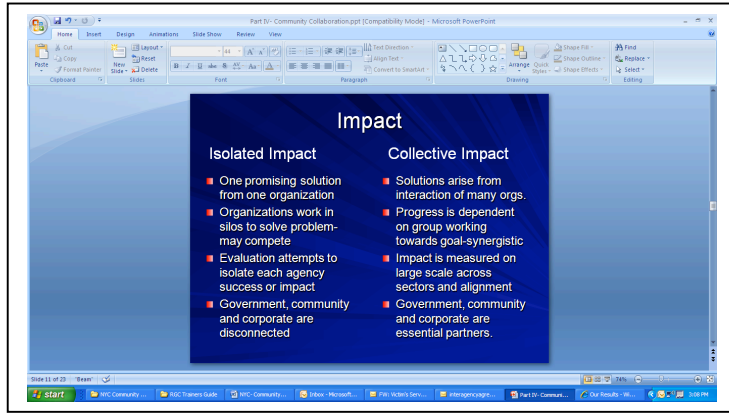 Part IV- Community Collaboration.ppt [Compatibility Mode] - Microsoft PowerPoint
Home Insert Design Animations Slide Show Review View
Cut
Copy
Format Painter
Paste
Clipboard
New Slide
Layout
Reset
Delete
Slides
44
Font
Text Direction
Align Text
Convert to SmartArt
Paragraph
Arrange
Quick Styles
Shape Fill
Shape Outline
Shape Effects
Drawing
Find
Replace
Select
Editing
Impact
Isolated Impact
One promising solution
from one organization
Organizations work in
silos to solve problem-
may compete
Evaluation attempts to
isolate each agency
success or impact
Government, community
and corporate are
disconnected
Collective Impact
Solutions arise from
interaction of many orgs.
Progress is dependent
on group working
towards goal-synergistic
Impact is measured on
large scale across
sectors and alignment
Government, community
and corporate are
essential partners.
Slide 11 of 23 "Beam" 74%
start NYC Community ... RGC Trainers Guide NYC- Community... Inbox - Microsoft... FW: Victim's Serv... interagencyagre... Part IV- Communi... Our Results - Wi... 3:08 PM